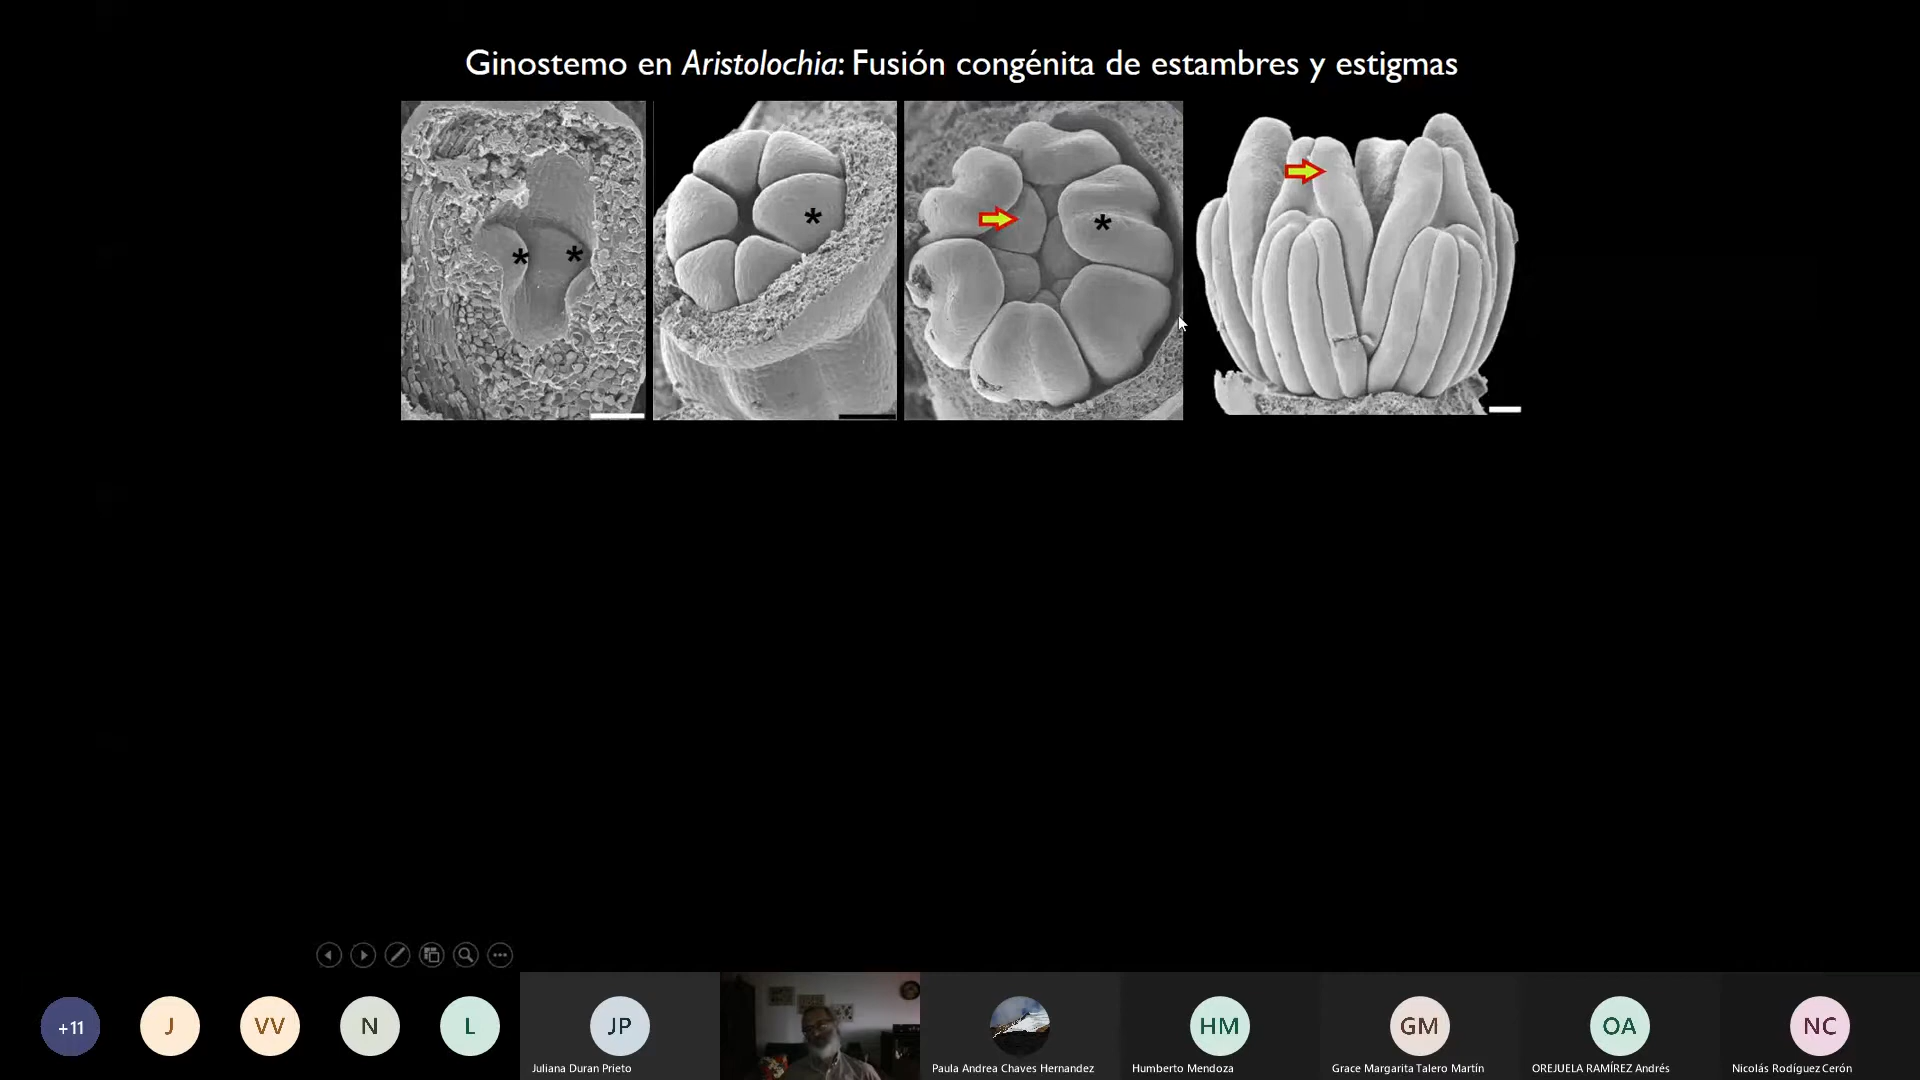 Ginostemo en Aristolochia: Fusión congénita de estambres y estigmas
* * * *
+11 J VV N L JP HM GM OA NC
Juliana Duran Prieto Paula Andrea Chaves Hernandez Humberto Mendoza Grace Margarita Talero Martín OREJUELA RAMÍREZ Andrés Nicolás Rodíguez Cerón